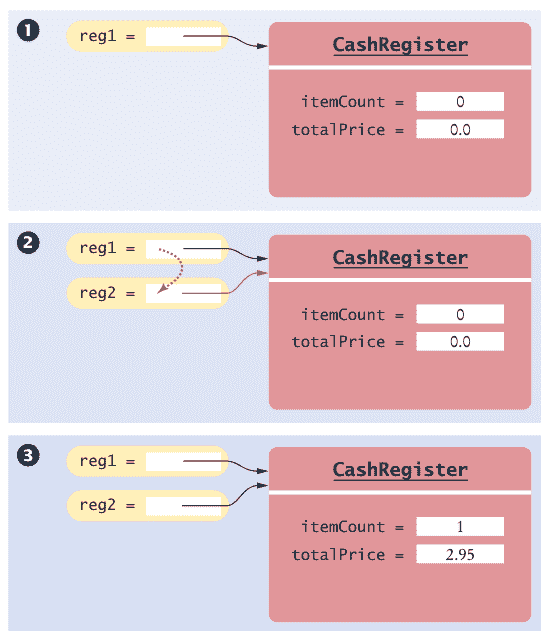 1
reg1 =
CashRegister
itemCount = 0
totalPrice = 0.0
2
reg1 =
reg2 =
CashRegister
itemCount = 0
totalPrice = 0.0
3
reg1 =
reg2 =
CashRegister
itemCount = 1
totalPrice = 2.95